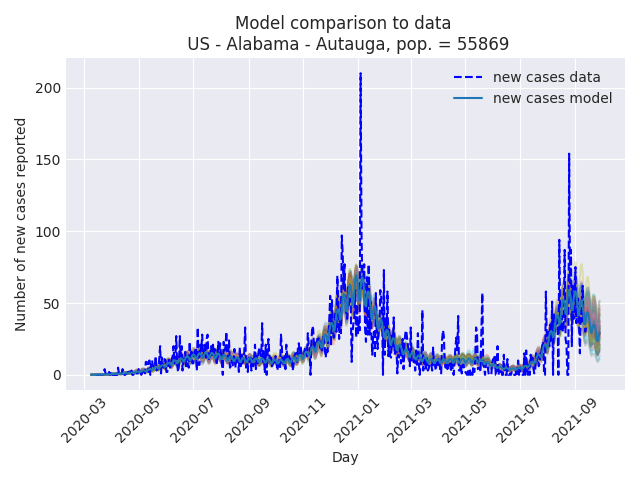 Model comparison to data
US - Alabama - Autauga, pop. = 55869
new cases data
new cases model
Number of new cases reported
200
150
100
50
0
2020-03
2020-05
2020-07
2020-09
2020-11
2021-01
2021-03
2021-05
2021-07
2021-09
Day